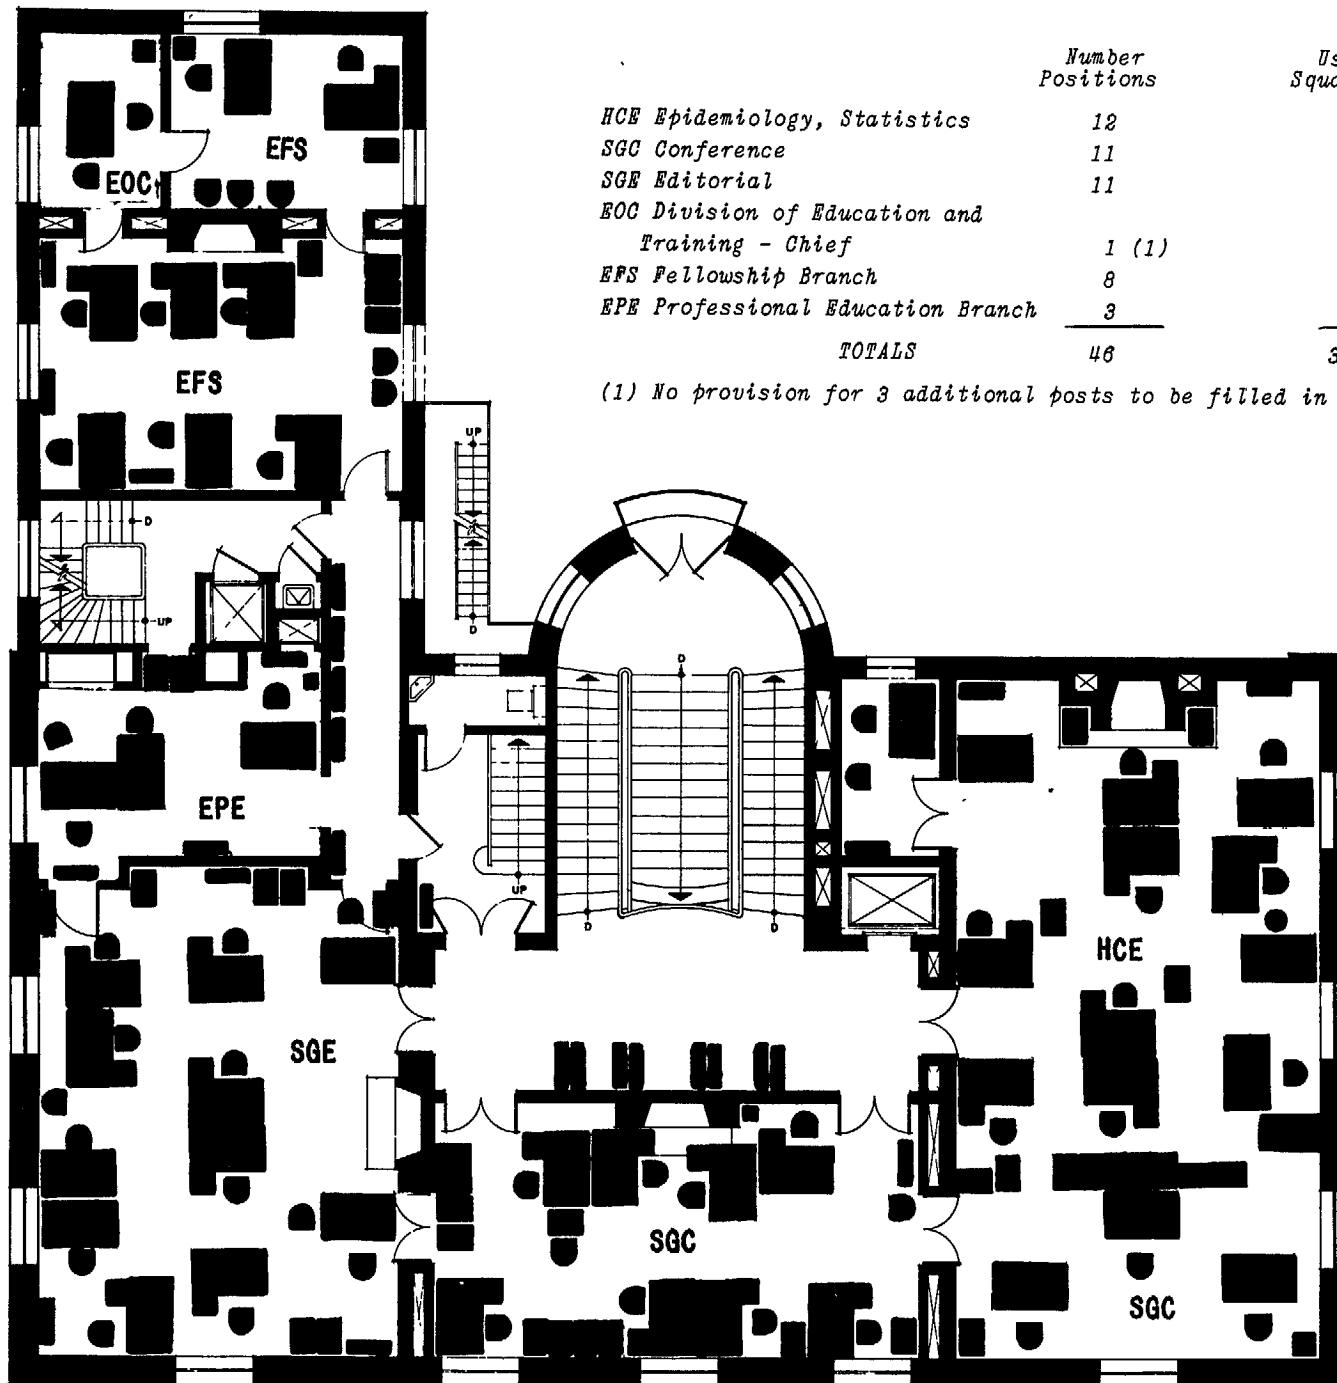 Number
Positions
HCE Epidemiology, Statistics 12
SGC Conference 11
SGE Editorial 11
EOC Division of Education and
Training - Chief 1 (1)
EFS Fellowship Branch 8
EPE Professional Education Branch 3
TOTALS 46
(1) No provision for 3 additional posts to be filled in
EFS
EOC
EFS
UP
D
UP
D
D
EPE
UP
D
D
HCE
SGE
SGC
SGC